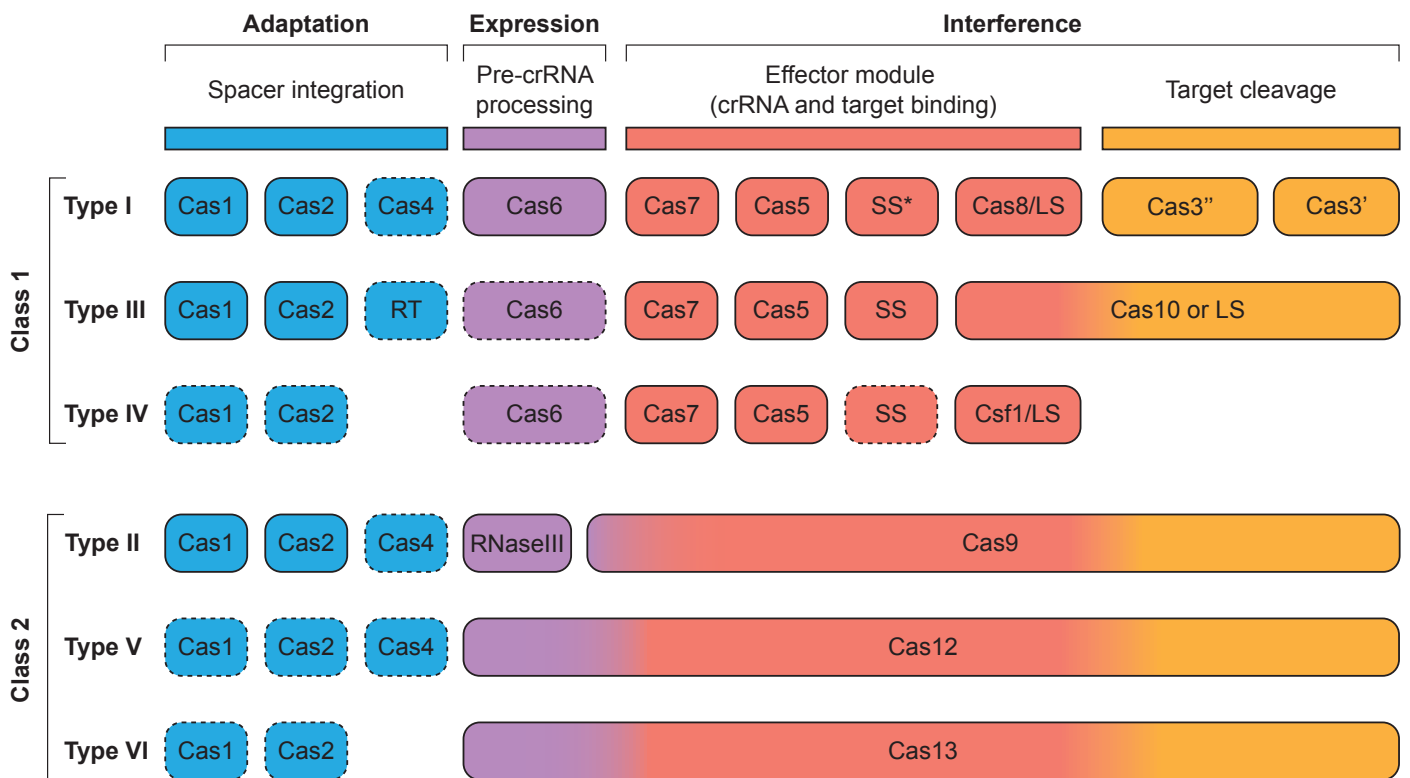 Adaptation Expression Interference
Spacer integration
Pre-crRNA
processing
Effector module
(crRNA and target binding)
Target cleavage
Class 1
Type I Cas1 Cas2 Cas4 Cas6 Cas7 Cas5 SS* Cas8/LS Cas3’’ Cas3’
Type III Cas1 Cas2 RT Cas6 Cas7 Cas5 SS Cas10 or LS
Type IV Cas1 Cas2 Cas6 Cas7 Cas5 SS Csf1/LS
Class 2
Type II Cas1 Cas2 Cas4 RNaseIII Cas9
Type V Cas1 Cas2 Cas4 Cas12
Type VI Cas1 Cas2 Cas13